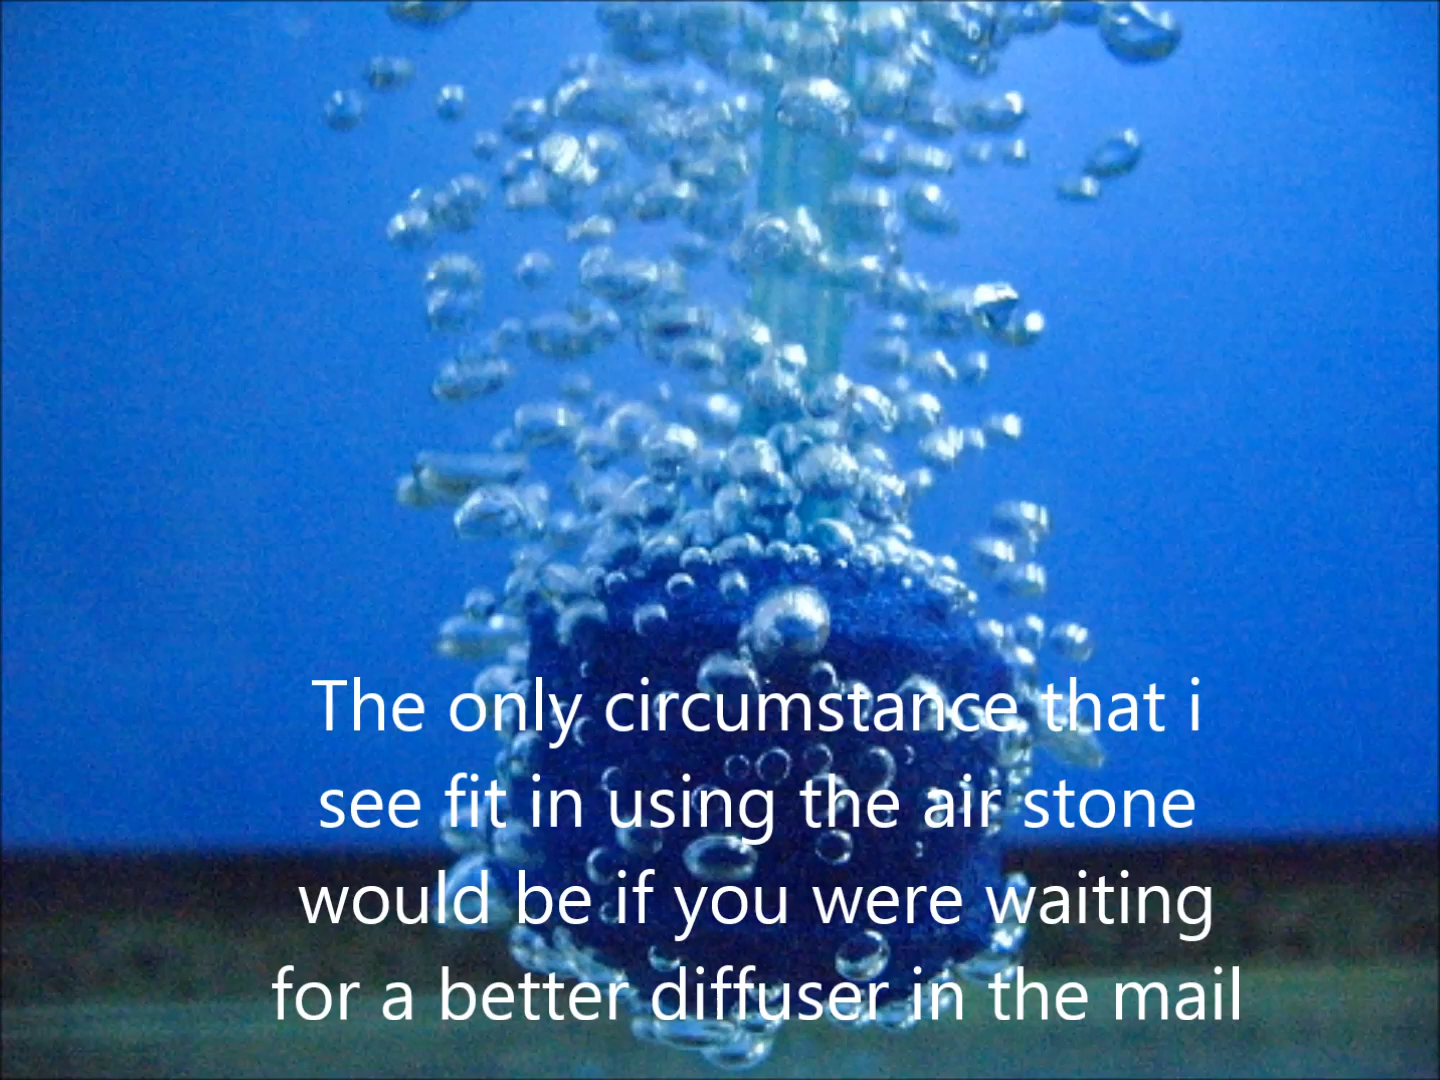 The only circumstance that i
see fit in using the air stone
would be if you were waiting
for a better diffuser in the mail